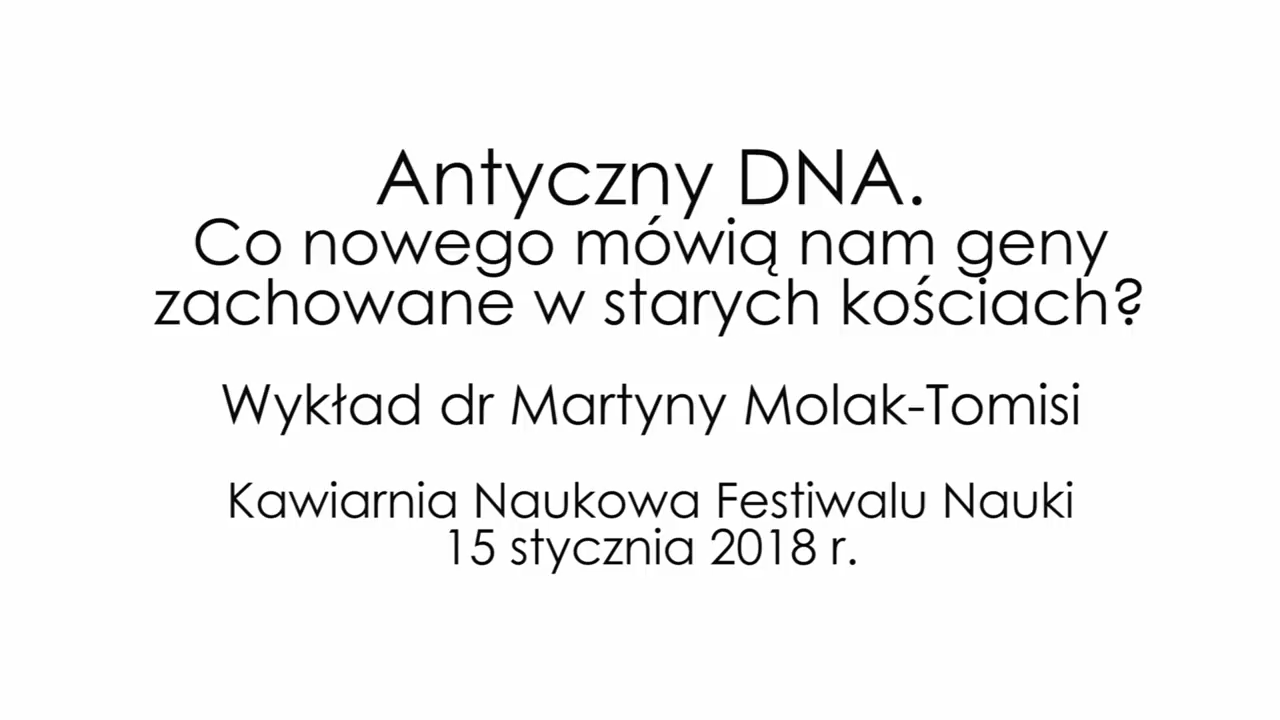 Antyczny DNA.
Co nowego mówią nam geny
zachowane w starych kościach?
Wykład dr Martyny Molak-Tomisi
Kawiarnia Naukowa Festiwalu Nauki
15 stycznia 2018 r.